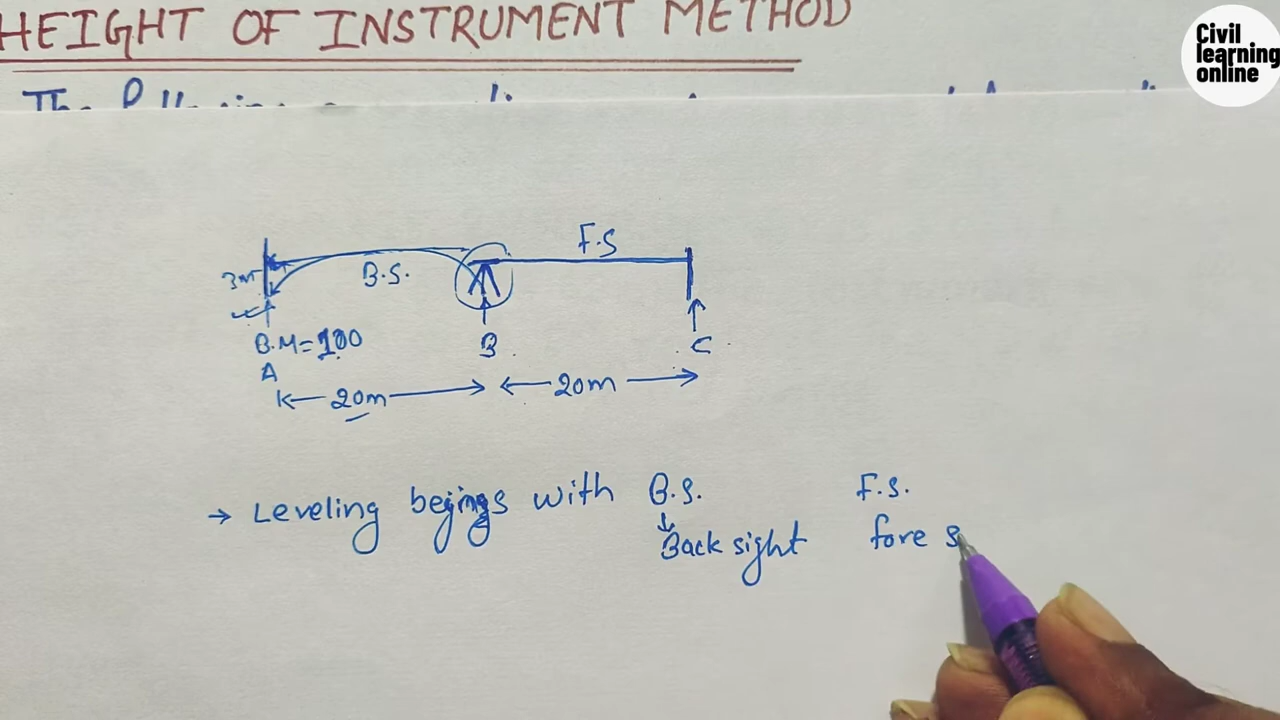 HEIGHT OF INSTRUMENT METHOD
Civil
learning
online
F.S
3m
B.S.
B.M=100
B
C
A
20m
20m
→ Leveling begings with B.S. F.S.
Back sight fore s